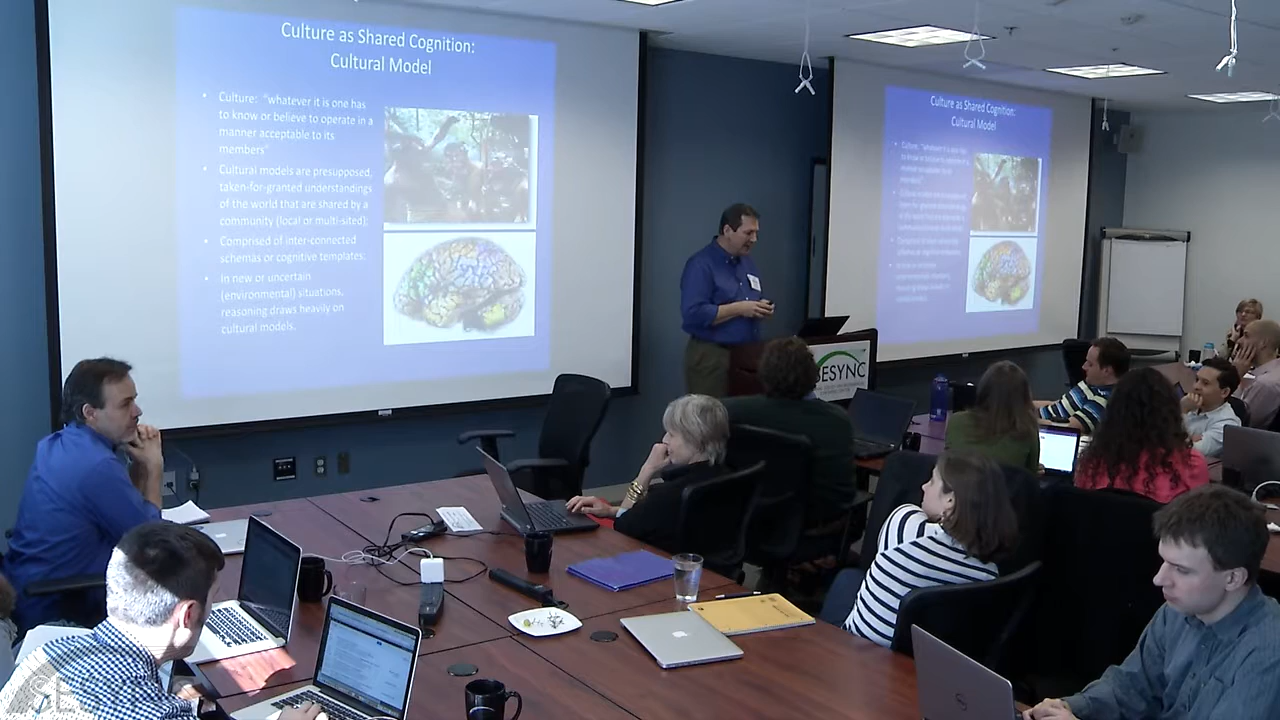 Culture as Shared Cognition:
Cultural Model
• Culture: "whatever it is one has
to know or believe to operate in a
manner acceptable to its
members"
• Cultural models are presupposed,
taken-for-granted understandings
of the world that are shared by a
community (local or multi-sited);
• Comprised of inter-connected
schemas or cognitive templates;
• In new or uncertain
(environmental) situations,
reasoning draws heavily on
cultural models.
Culture as Shared Cognition:
Cultural Model
ESYNC